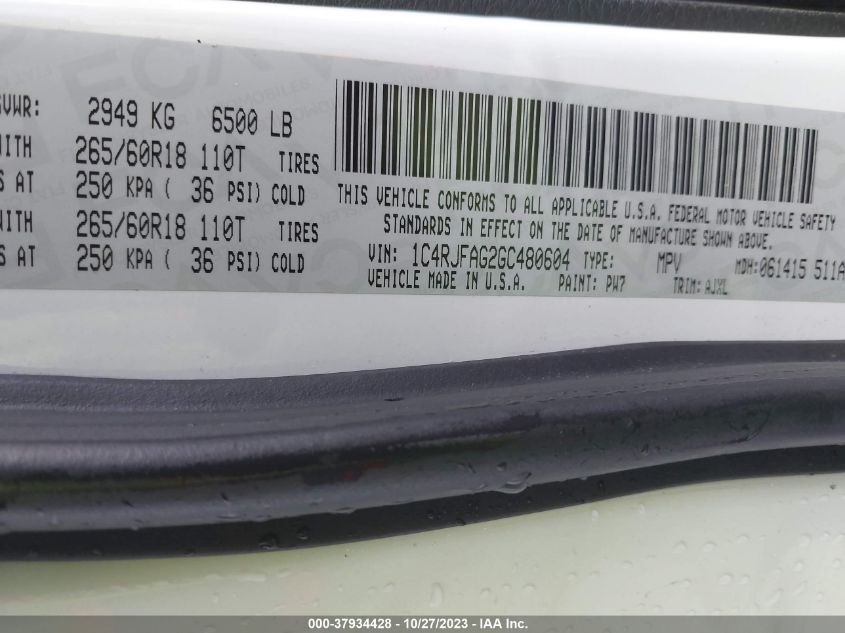 GVWR: 2949 KG 6500 LB
WITH 265/60R18 110T TIRES
S AT 250 KPA ( 36 PSI) COLD
WITH 265/60R18 110T TIRES
S AT 250 KPA ( 36 PSI) COLD
THIS VEHICLE CONFORMS TO ALL APPLICABLE U.S.A. FEDERAL MOTOR VEHICLE SAFETY
STANDARDS IN EFFECT ON THE DATE OF MANUFACTURE SHOWN ABOVE.
VIN: 1C4RJFAG2GC480604 TYPE: MPV MDH:061415 511A
VEHICLE MADE IN U.S.A. PAINT: PW7 TRIM: AJXL
000-37934428 - 10/27/2023 - IAA Inc.